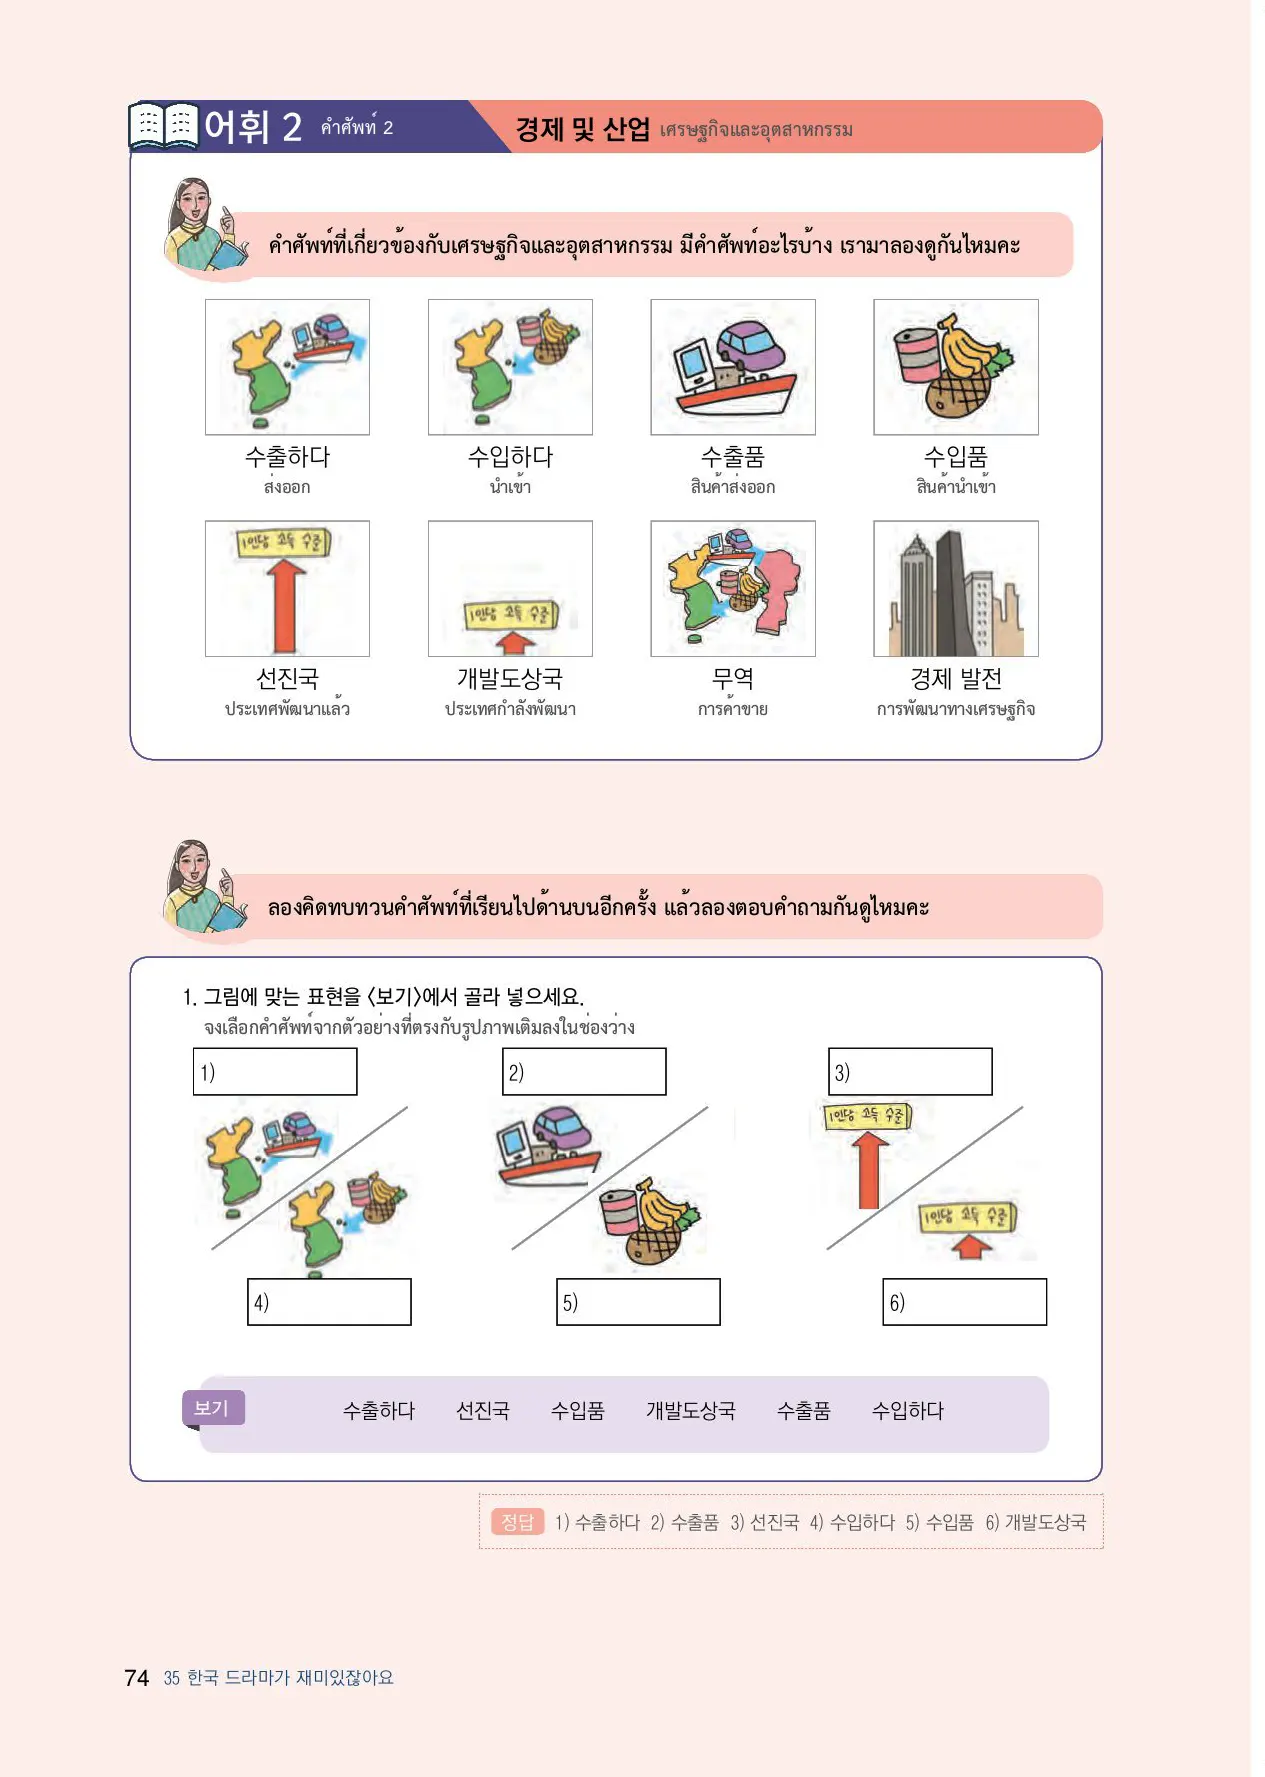 어휘 2 คำศัพท์ 2 경제 및 산업 เศรษฐกิจและอุตสาหกรรม
คำศัพท์ที่เกี่ยวข้องกับเศรษฐกิจและอุตสาหกรรม มีคำศัพท์อะไรบ้าง เรามาลองดูกันไหมคะ
수출하다 수입하다 수출품 수입품
ส่งออก นำเข้า สินค้าส่งออก สินค้านำเข้า
1인당 소득 수준
1인당 소득 수준
선진국 개발도상국 무역 경제 발전
ประเทศพัฒนาแล้ว ประเทศกำลังพัฒนา การค้าขาย การพัฒนาทางเศรษฐกิจ
ลองคิดทบทวนคำศัพท์ที่เรียนไปด้านบนอีกครั้ง แล้วลองตอบคำถามกันดูไหมคะ
1. 그림에 맞는 표현을 〈보기〉에서 골라 넣으세요.
จงเลือกคำศัพท์จากตัวอย่างที่ตรงกับรูปภาพเติมลงในช่องว่าง
1) 2) 3)
1인당 소득 수준
1인당 소득 수준
4) 5) 6)
보기 수출하다 선진국 수입품 개발도상국 수출품 수입하다
정답 1) 수출하다 2) 수출품 3) 선진국 4) 수입하다 5) 수입품 6) 개발도상국
74 35 한국 드라마가 재미있잖아요